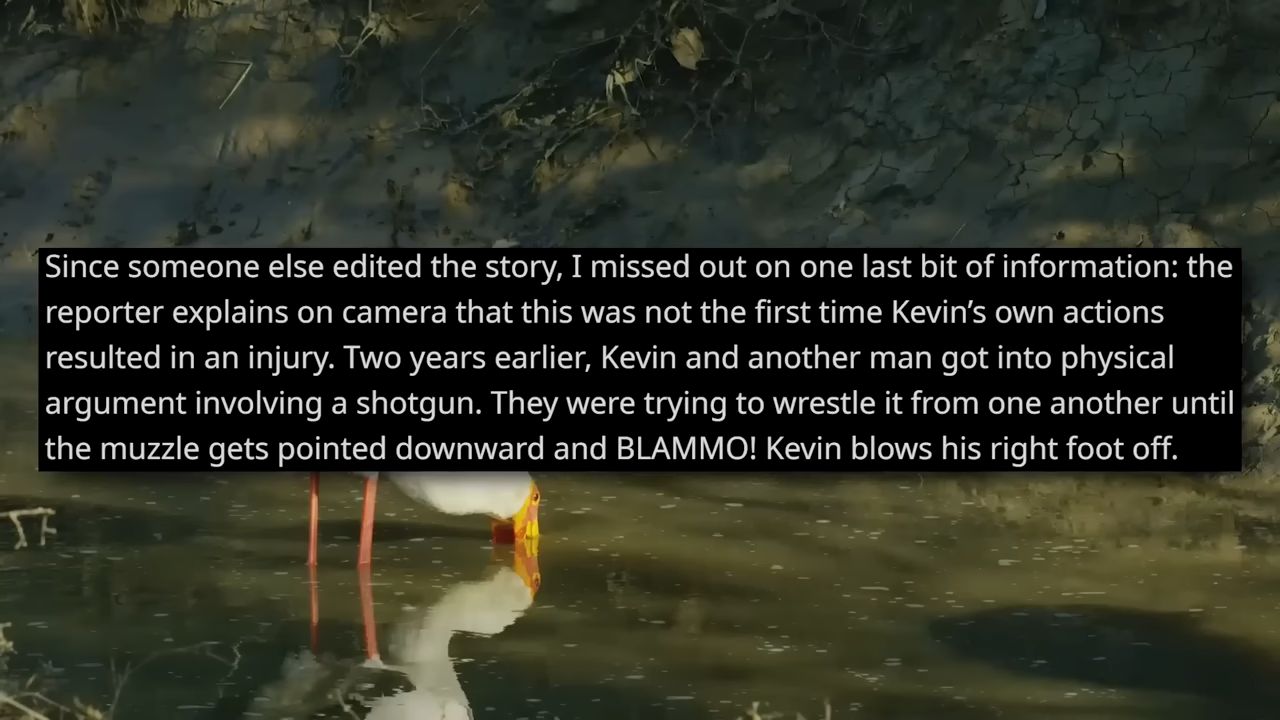 Since someone else edited the story, I missed out on one last bit of information: the
reporter explains on camera that this was not the first time Kevin’s own actions
resulted in an injury. Two years earlier, Kevin and another man got into physical
argument involving a shotgun. They were trying to wrestle it from one another until
the muzzle gets pointed downward and BLAMMO! Kevin blows his right foot off.